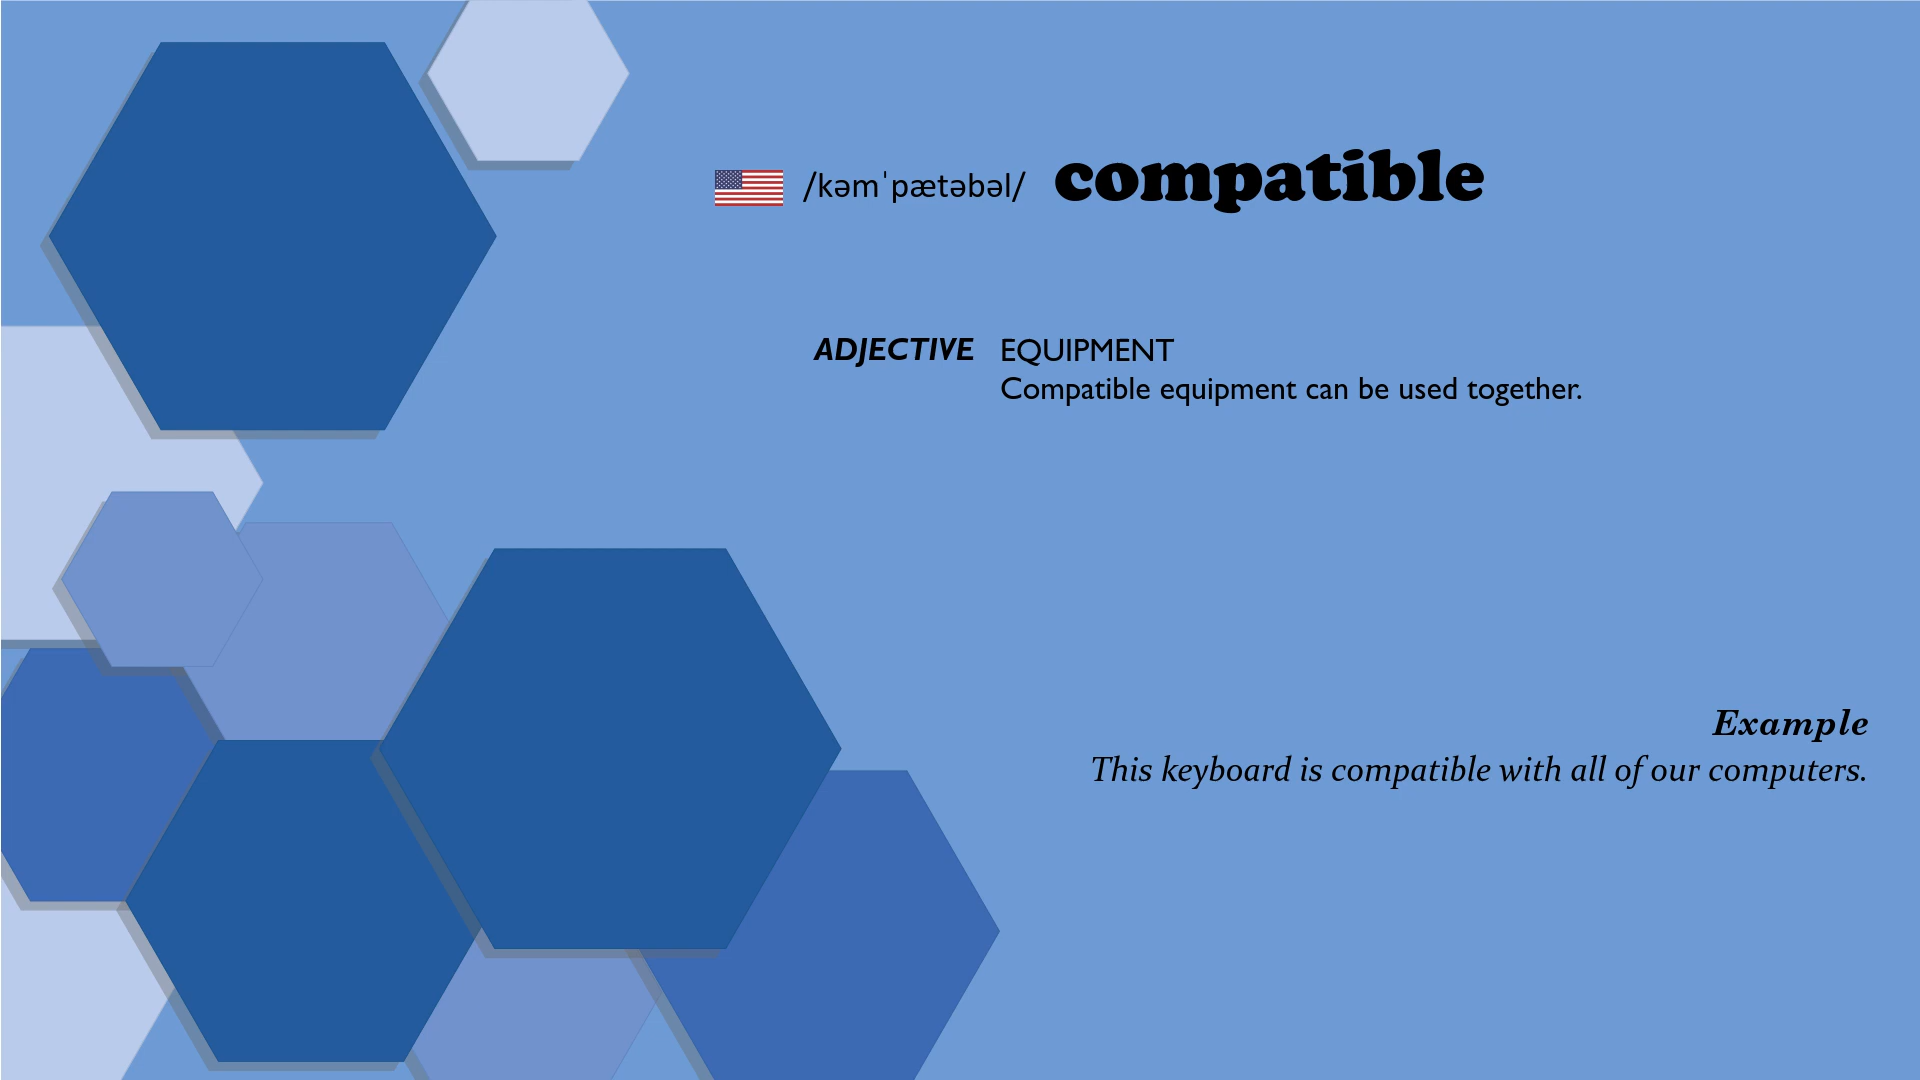 /kəmˈpætəbəl/ compatible
ADJECTIVE EQUIPMENT
Compatible equipment can be used together.
Example
This keyboard is compatible with all of our computers.